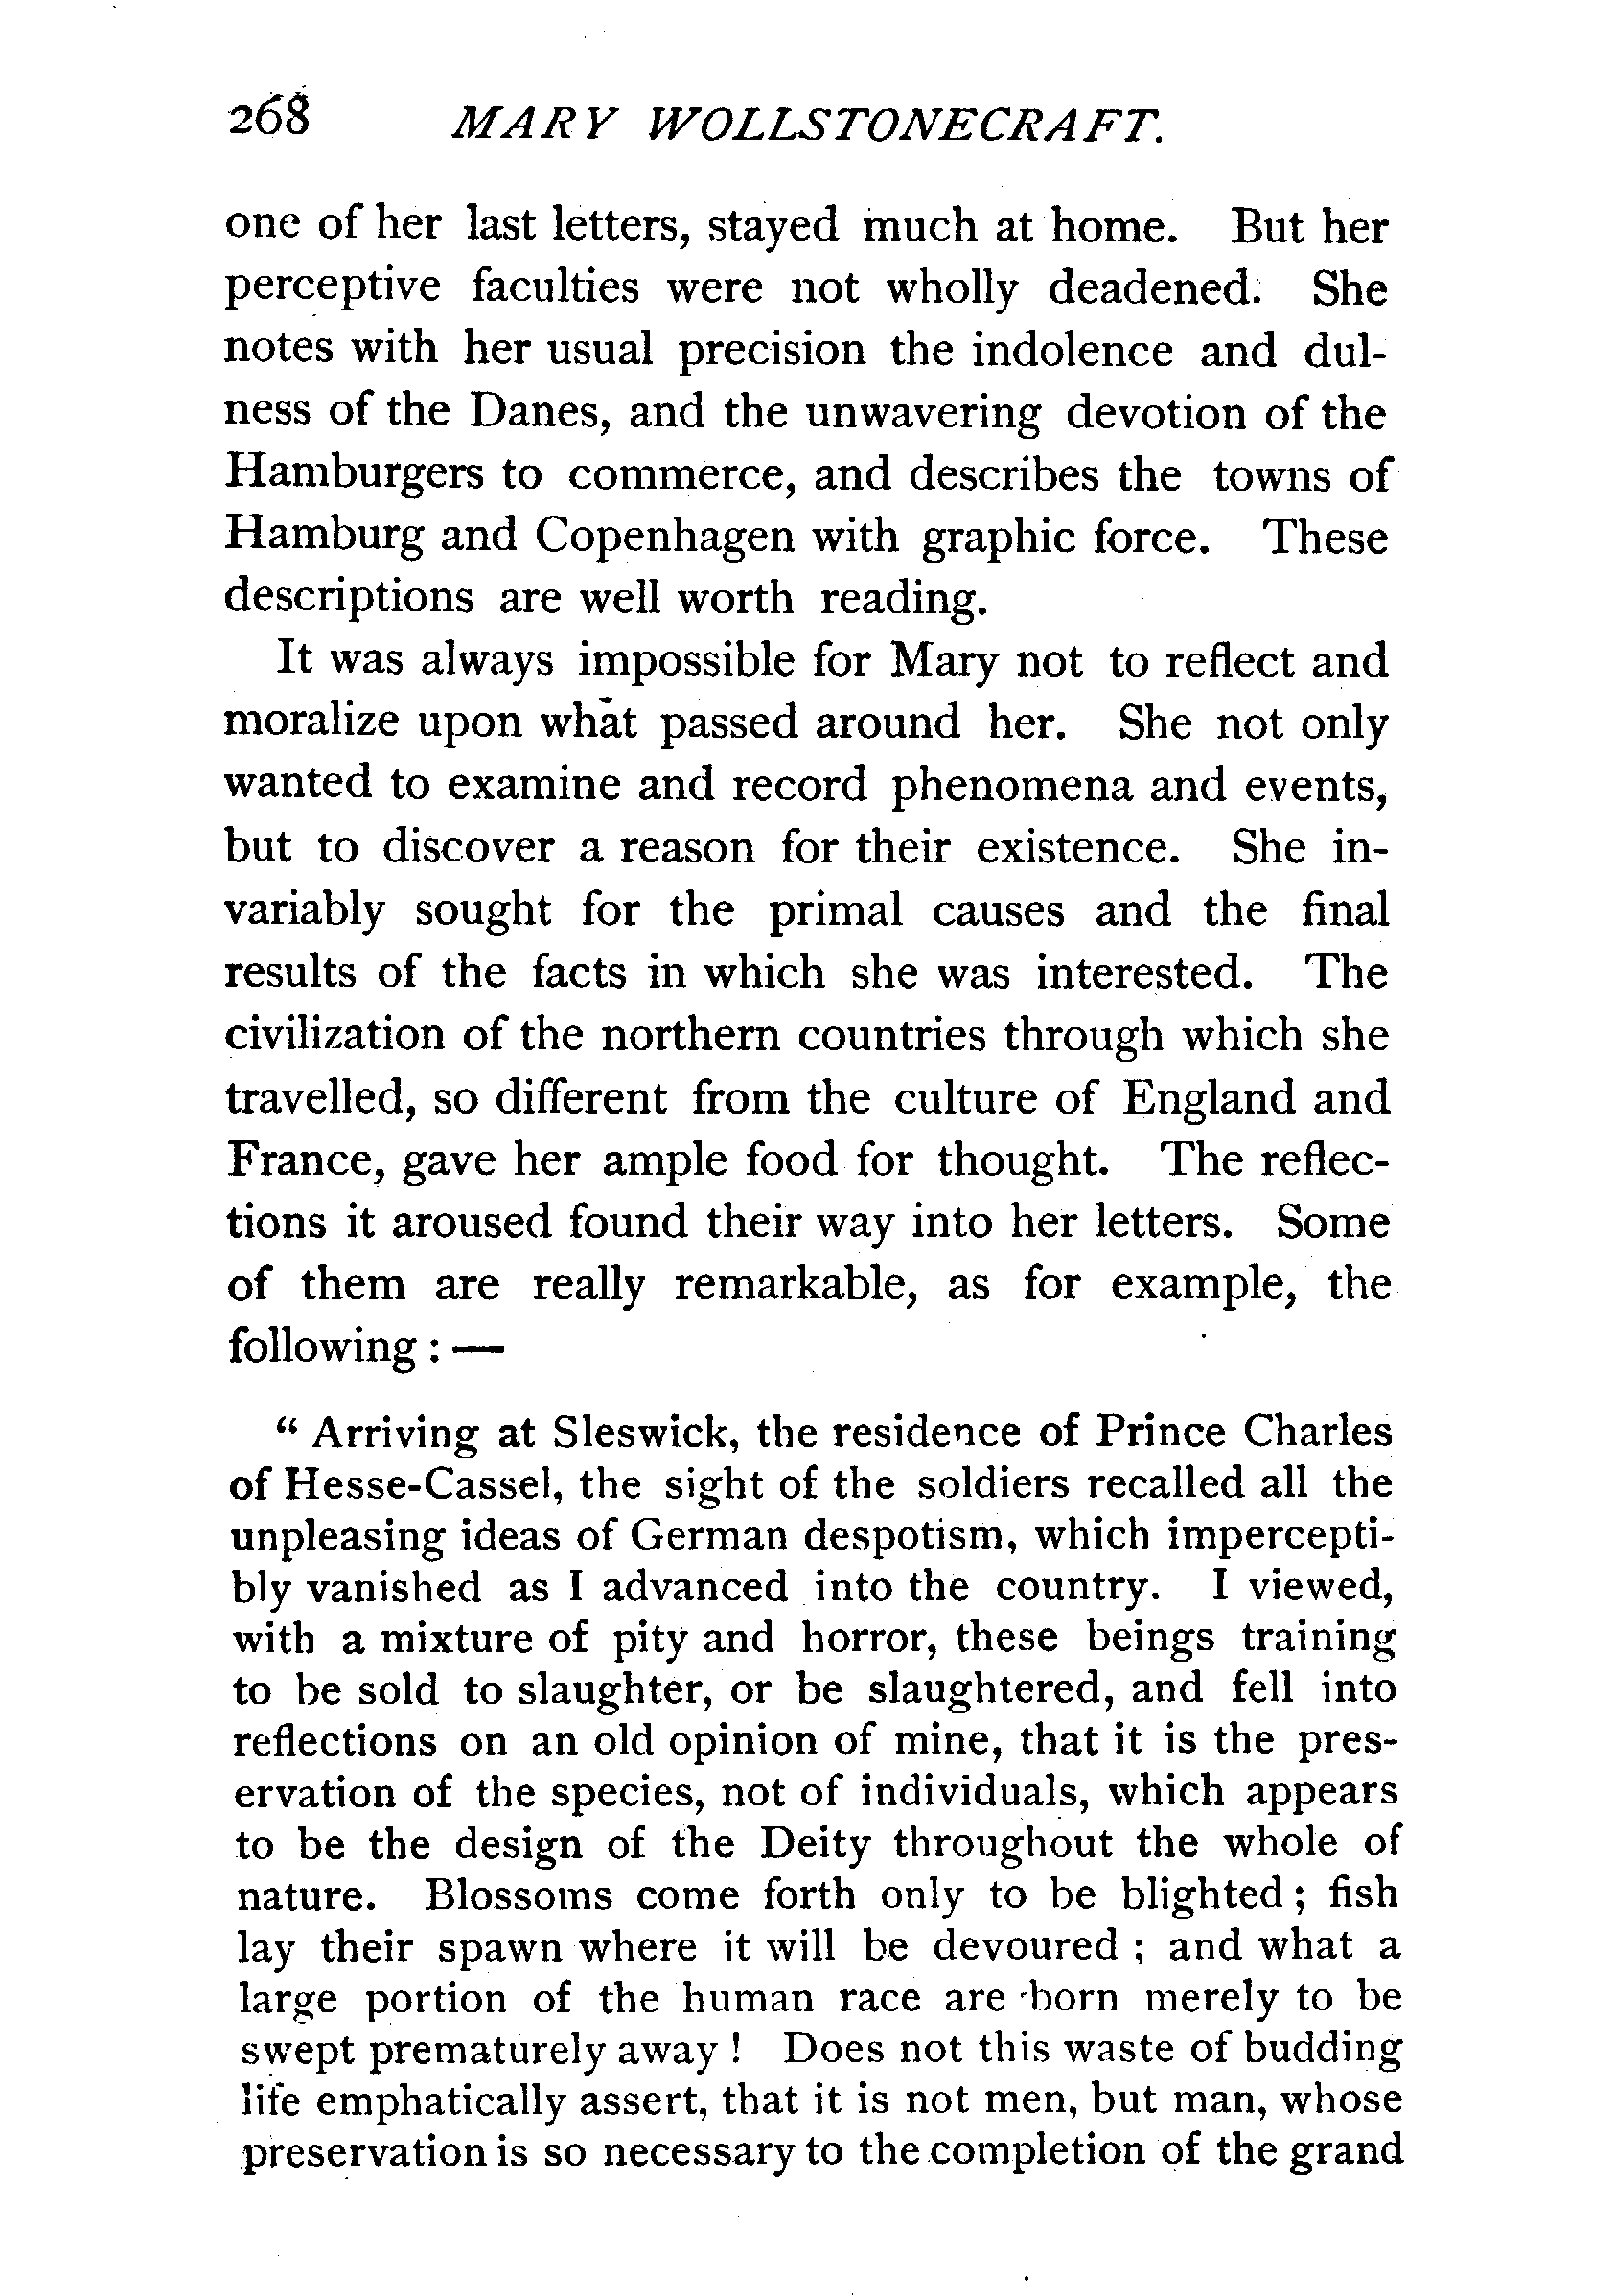 268 MARY WOLLSTONECRAFT.
one of her last letters, stayed much at home. But her
perceptive faculties were not wholly deadened. She
notes with her usual precision the indolence and dul-
ness of the Danes, and the unwavering devotion of the
Hamburgers to commerce, and describes the towns of
Hamburg and Copenhagen with graphic force. These
descriptions are well worth reading.
It was always impossible for Mary not to reflect and
moralize upon what passed around her. She not only
wanted to examine and record phenomena and events,
but to discover a reason for their existence. She in-
variably sought for the primal causes and the final
results of the facts in which she was interested. The
civilization of the northern countries through which she
travelled, so different from the culture of England and
France, gave her ample food for thought. The reflec-
tions it aroused found their way into her letters. Some
of them are really remarkable, as for example, the
following : —
“ Arriving at Sleswick, the residence of Prince Charles
of Hesse-Cassel, the sight of the soldiers recalled all the
unpleasing ideas of German despotism, which impercepti-
bly vanished as I advanced into the country. I viewed,
with a mixture of pity and horror, these beings training
to be sold to slaughter, or be slaughtered, and fell into
reflections on an old opinion of mine, that it is the pres-
ervation of the species, not of individuals, which appears
to be the design of the Deity throughout the whole of
nature. Blossoms come forth only to be blighted ; fish
lay their spawn where it will be devoured ; and what a
large portion of the human race are born merely to be
swept prematurely away ! Does not this waste of budding
life emphatically assert, that it is not men, but man, whose
preservation is so necessary to the completion of the grand